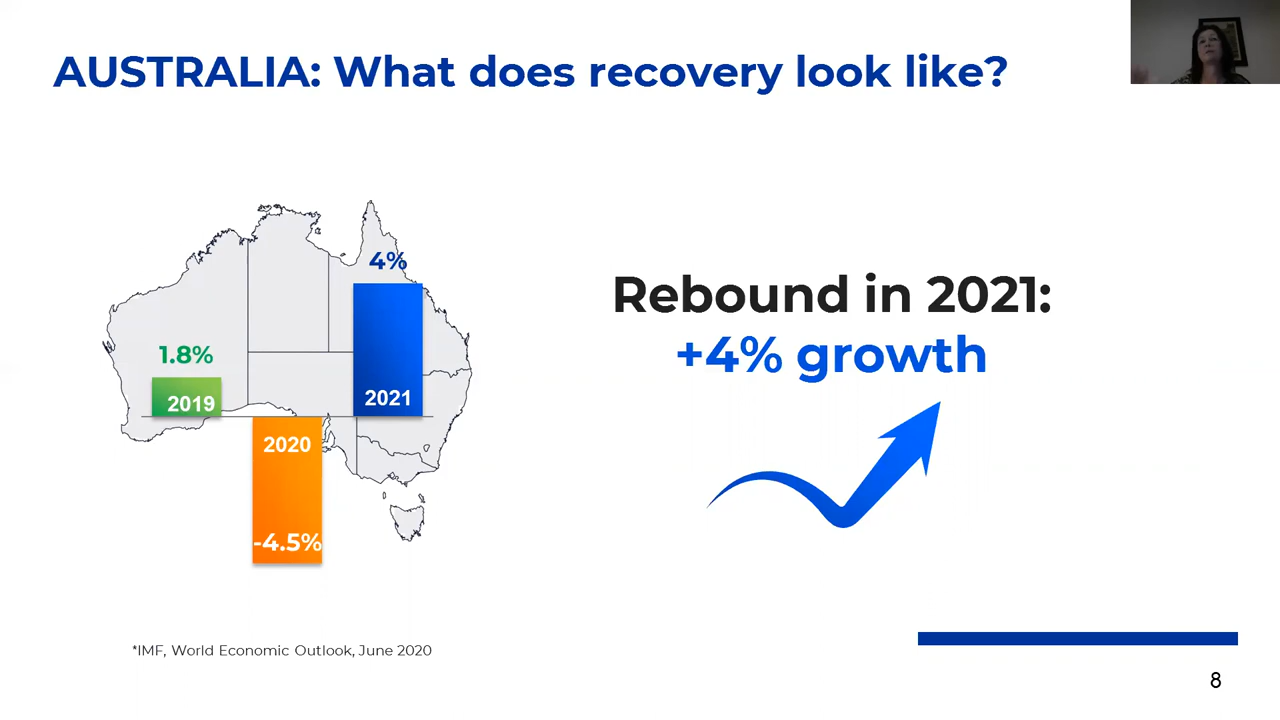 AUSTRALIA: What does recovery look like?
4%
1.8%
2019
2021
2020
-4.5%
Rebound in 2021:
+4% growth
*IMF, World Economic Outlook, June 2020
8